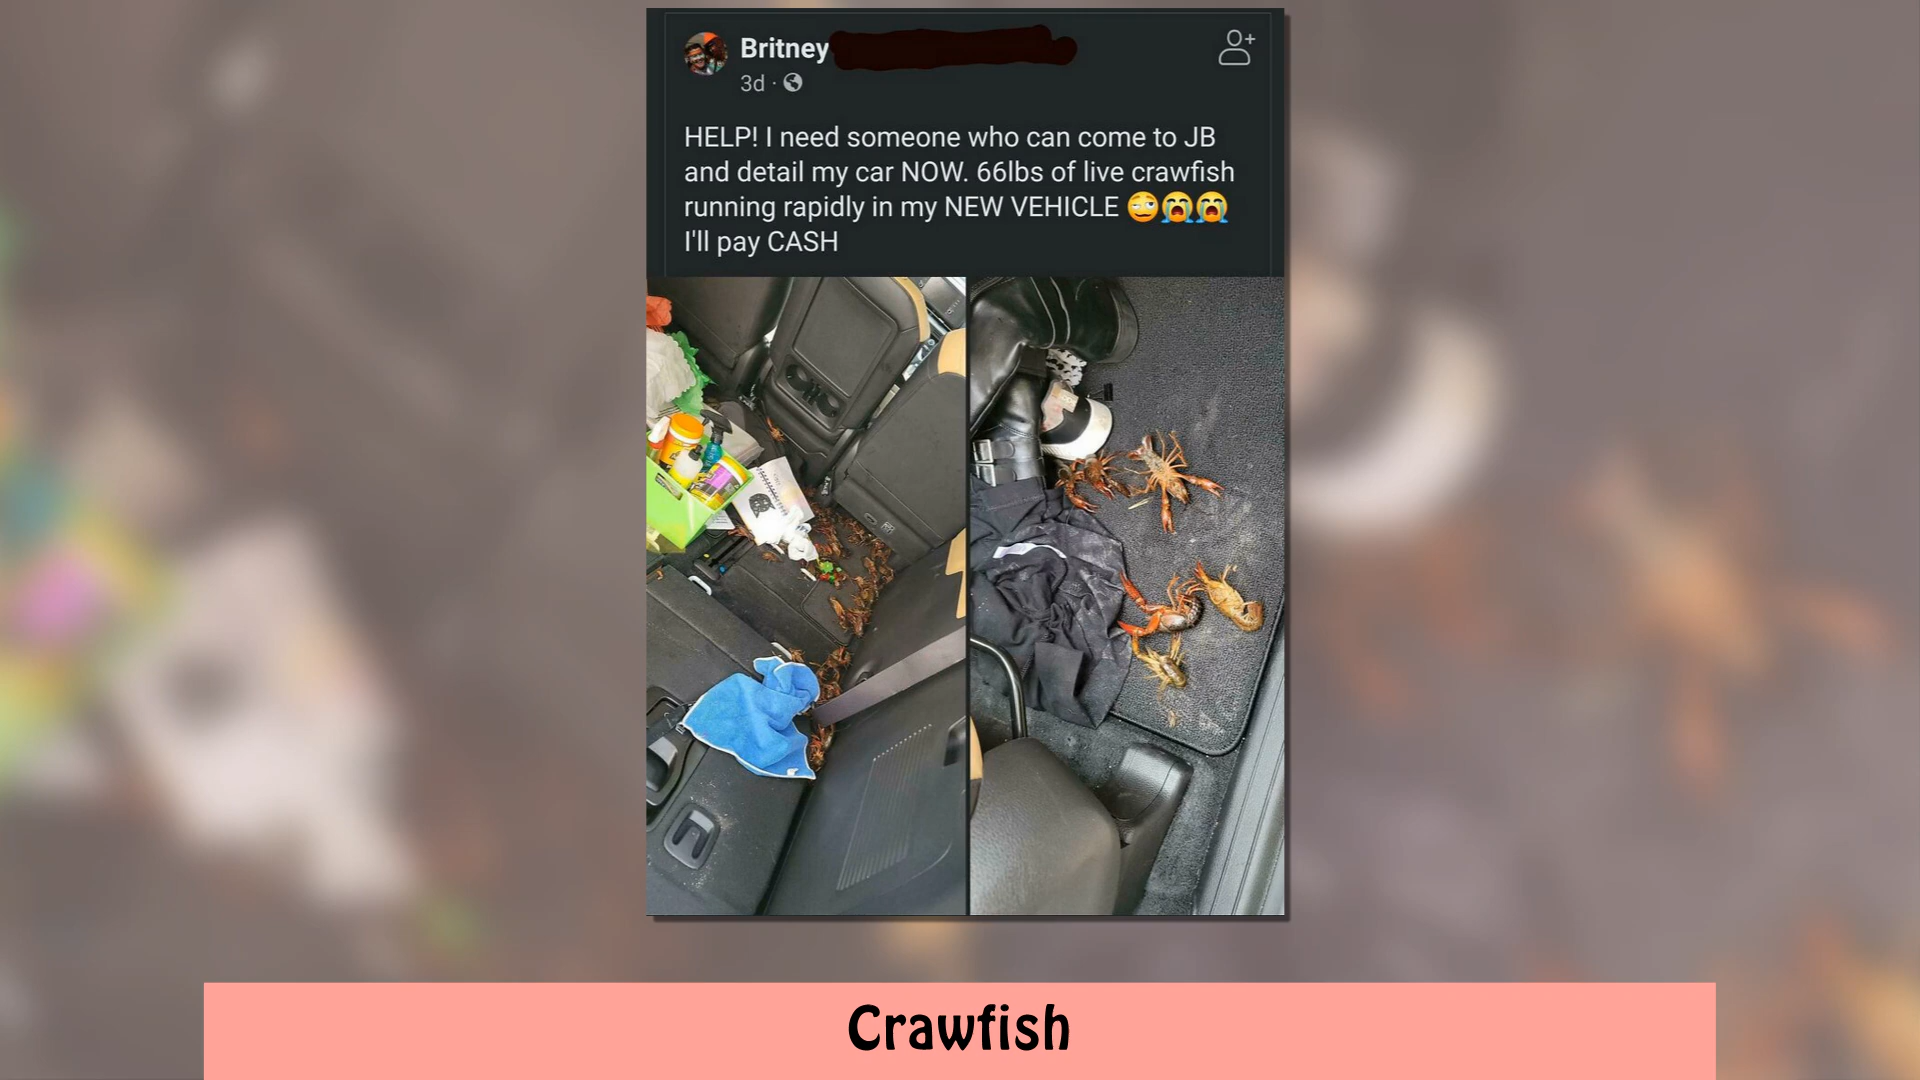 Britney
3d ·
HELP! I need someone who can come to JB
and detail my car NOW. 66lbs of live crawfish
running rapidly in my NEW VEHICLE 🥴😭😭
I'll pay CASH
Crawfish